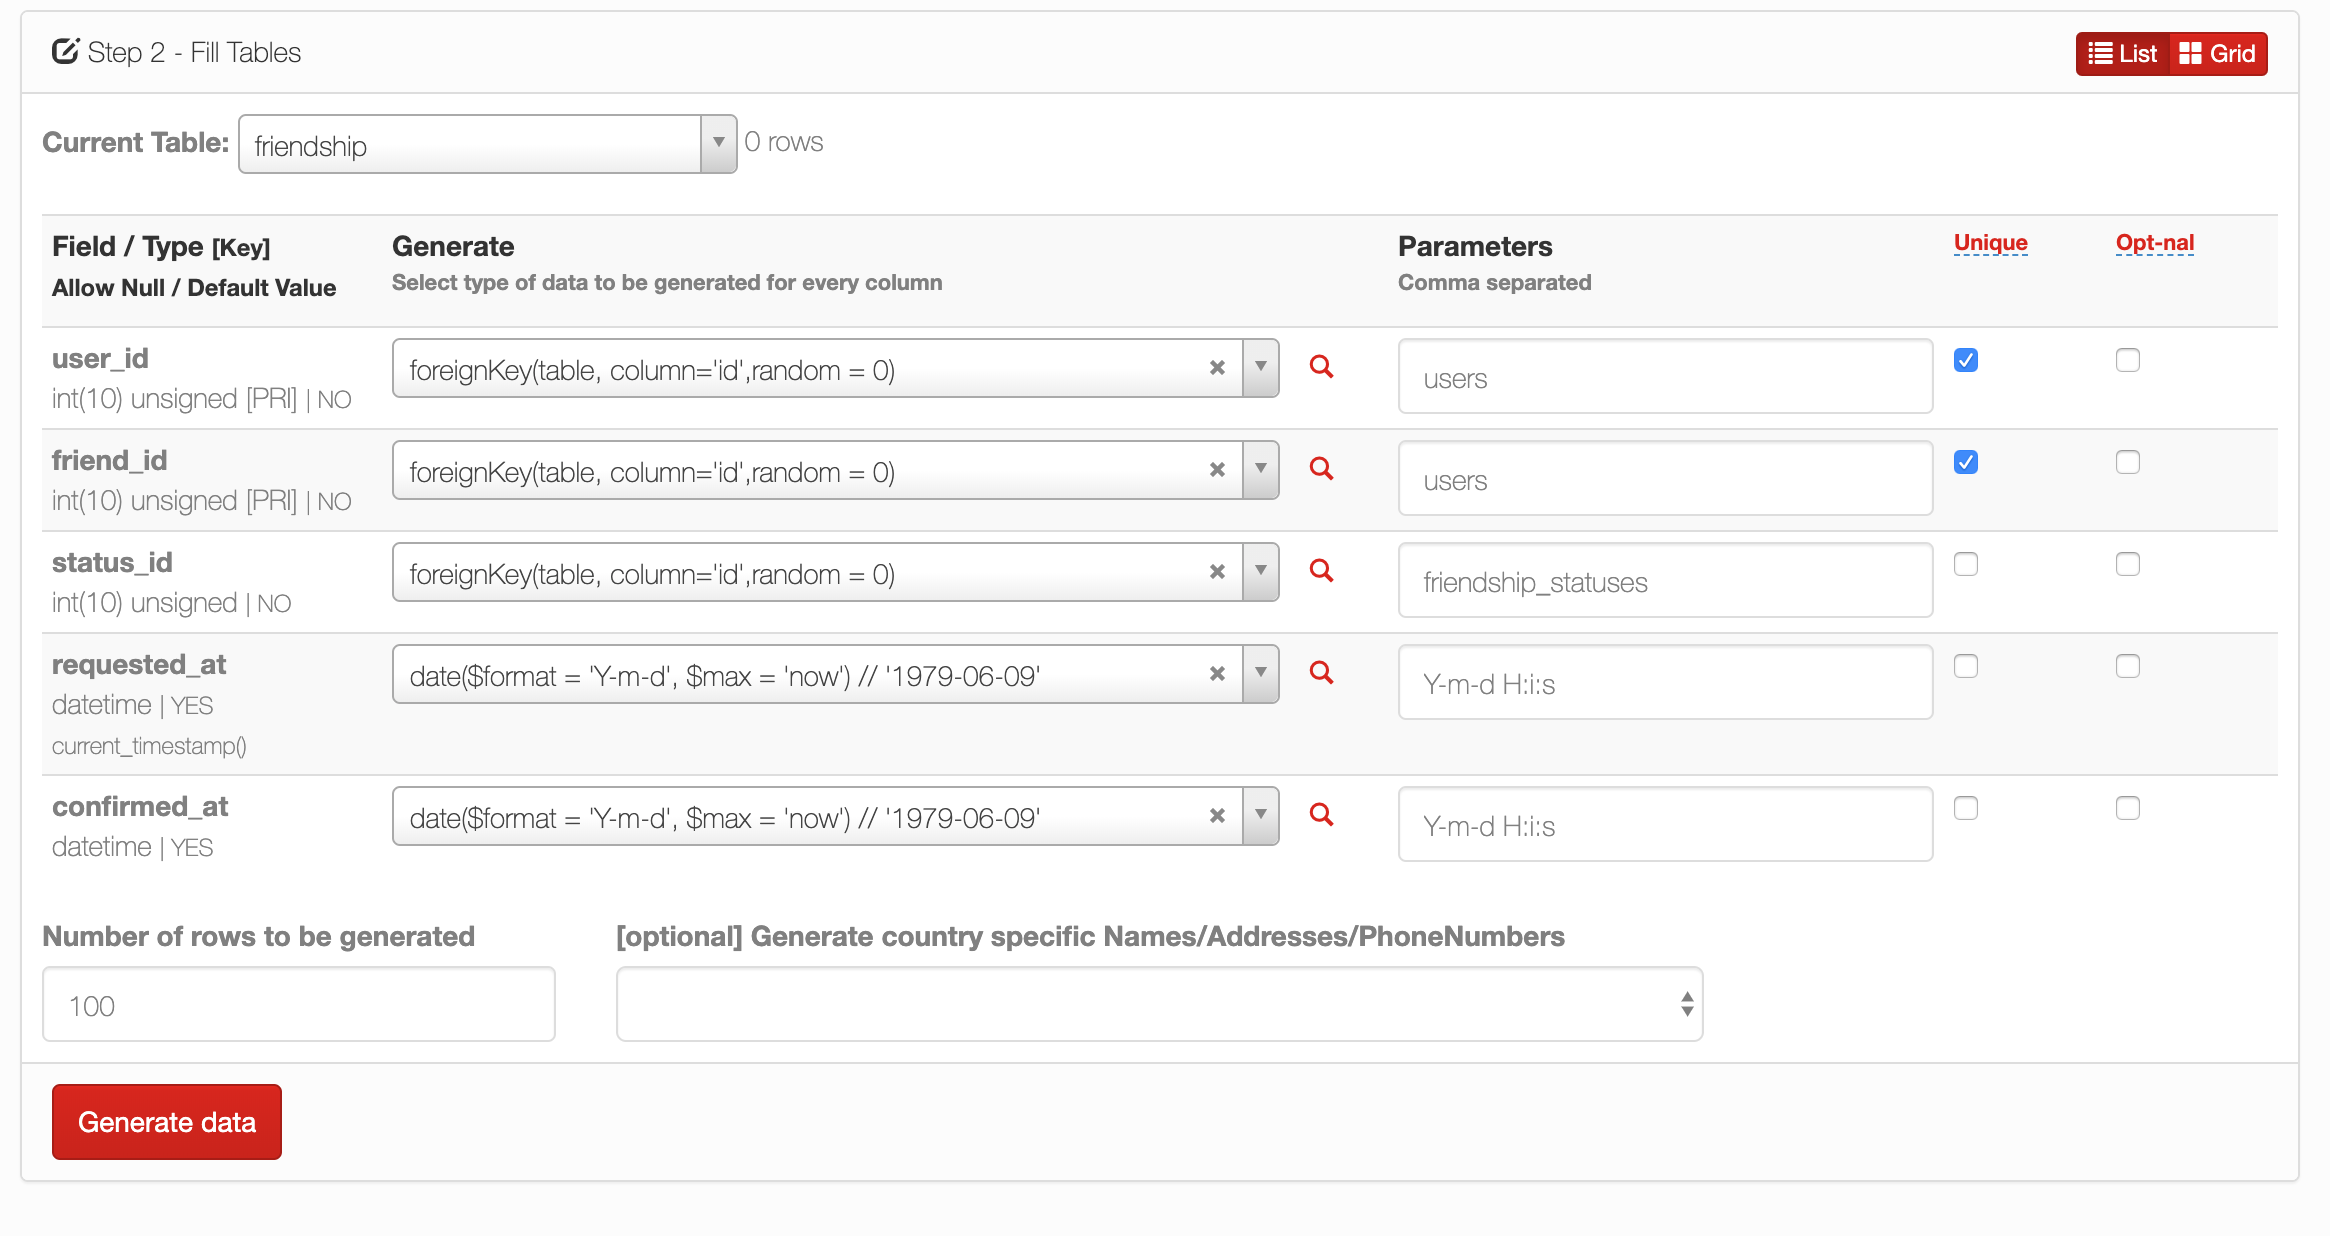 Step 2 - Fill Tables
List Grid
Current Table: friendship 0 rows
Field / Type [Key] Generate Parameters Unique Opt-nal
Allow Null / Default Value Select type of data to be generated for every column Comma separated
user_id foreignKey(table, column='id',random = 0) users
int(10) unsigned [PRI] | NO
friend_id foreignKey(table, column='id',random = 0) users
int(10) unsigned [PRI] | NO
status_id foreignKey(table, column='id',random = 0) friendship_statuses
int(10) unsigned | NO
requested_at date($format = 'Y-m-d', $max = 'now') // '1979-06-09' Y-m-d H:i:s
datetime | YES
current_timestamp()
confirmed_at date($format = 'Y-m-d', $max = 'now') // '1979-06-09' Y-m-d H:i:s
datetime | YES
Number of rows to be generated [optional] Generate country specific Names/Addresses/PhoneNumbers
100
Generate data